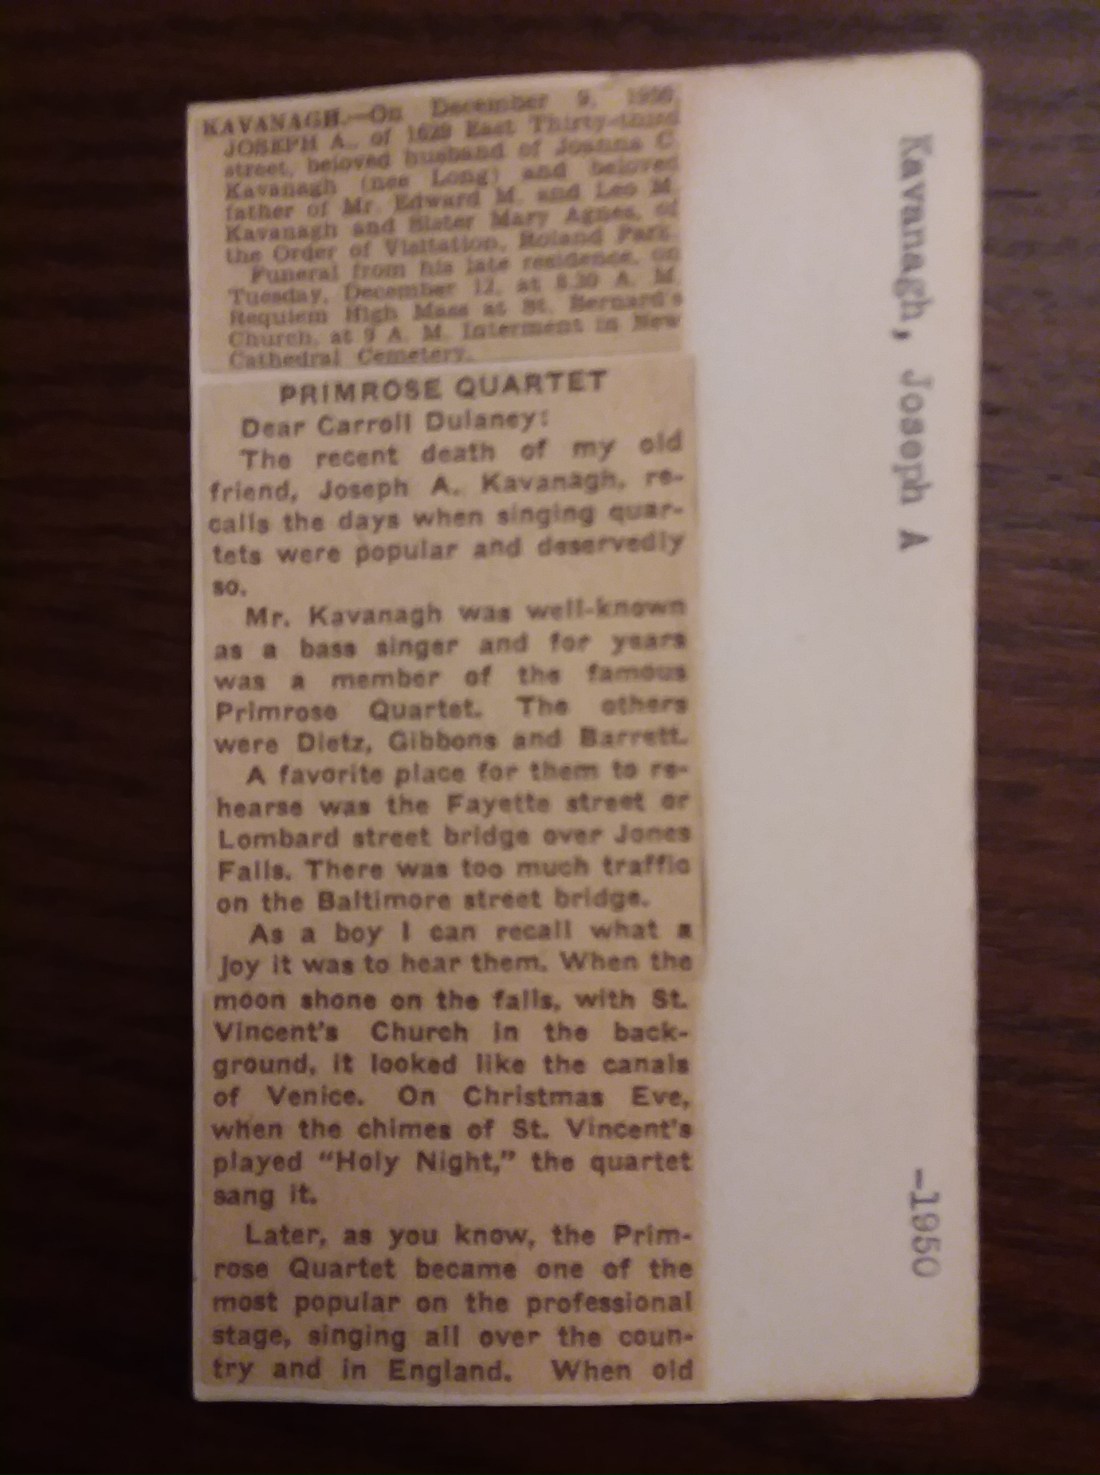 KAVANAGH.—On December 9, 1950,
JOSEPH A., of 1629 East Thirty-third
street, beloved husband of Joanna C.
Kavanagh (nee Long) and beloved
father of Mr. Edward M. and Leo M.
Kavanagh and Sister Mary Agnes, of
the Order of Visitation, Roland Park.
Funeral from his late residence, on
Tuesday, December 12, at 8.30 A. M.
Requiem High Mass at St. Bernard's
Church, at 9 A. M. Interment in New
Cathedral Cemetery.
PRIMROSE QUARTET
Dear Carroll Dulaney:
The recent death of my old
friend, Joseph A. Kavanagh, re-
calls the days when singing quar-
tets were popular and deservedly
so.
Mr. Kavanagh was well-known
as a bass singer and for years
was a member of the famous
Primrose Quartet. The others
were Dietz, Gibbons and Barrett.
A favorite place for them to re-
hearse was the Fayette street or
Lombard street bridge over Jones
Falls. There was too much traffic
on the Baltimore street bridge.
As a boy I can recall what a
joy it was to hear them. When the
moon shone on the falls, with St.
Vincent's Church in the back-
ground, it looked like the canals
of Venice. On Christmas Eve,
when the chimes of St. Vincent's
played "Holy Night," the quartet
sang it.
Later, as you know, the Prim-
rose Quartet became one of the
most popular on the professional
stage, singing all over the coun-
try and in England. When old
Kavanagh, Joseph A
-1950